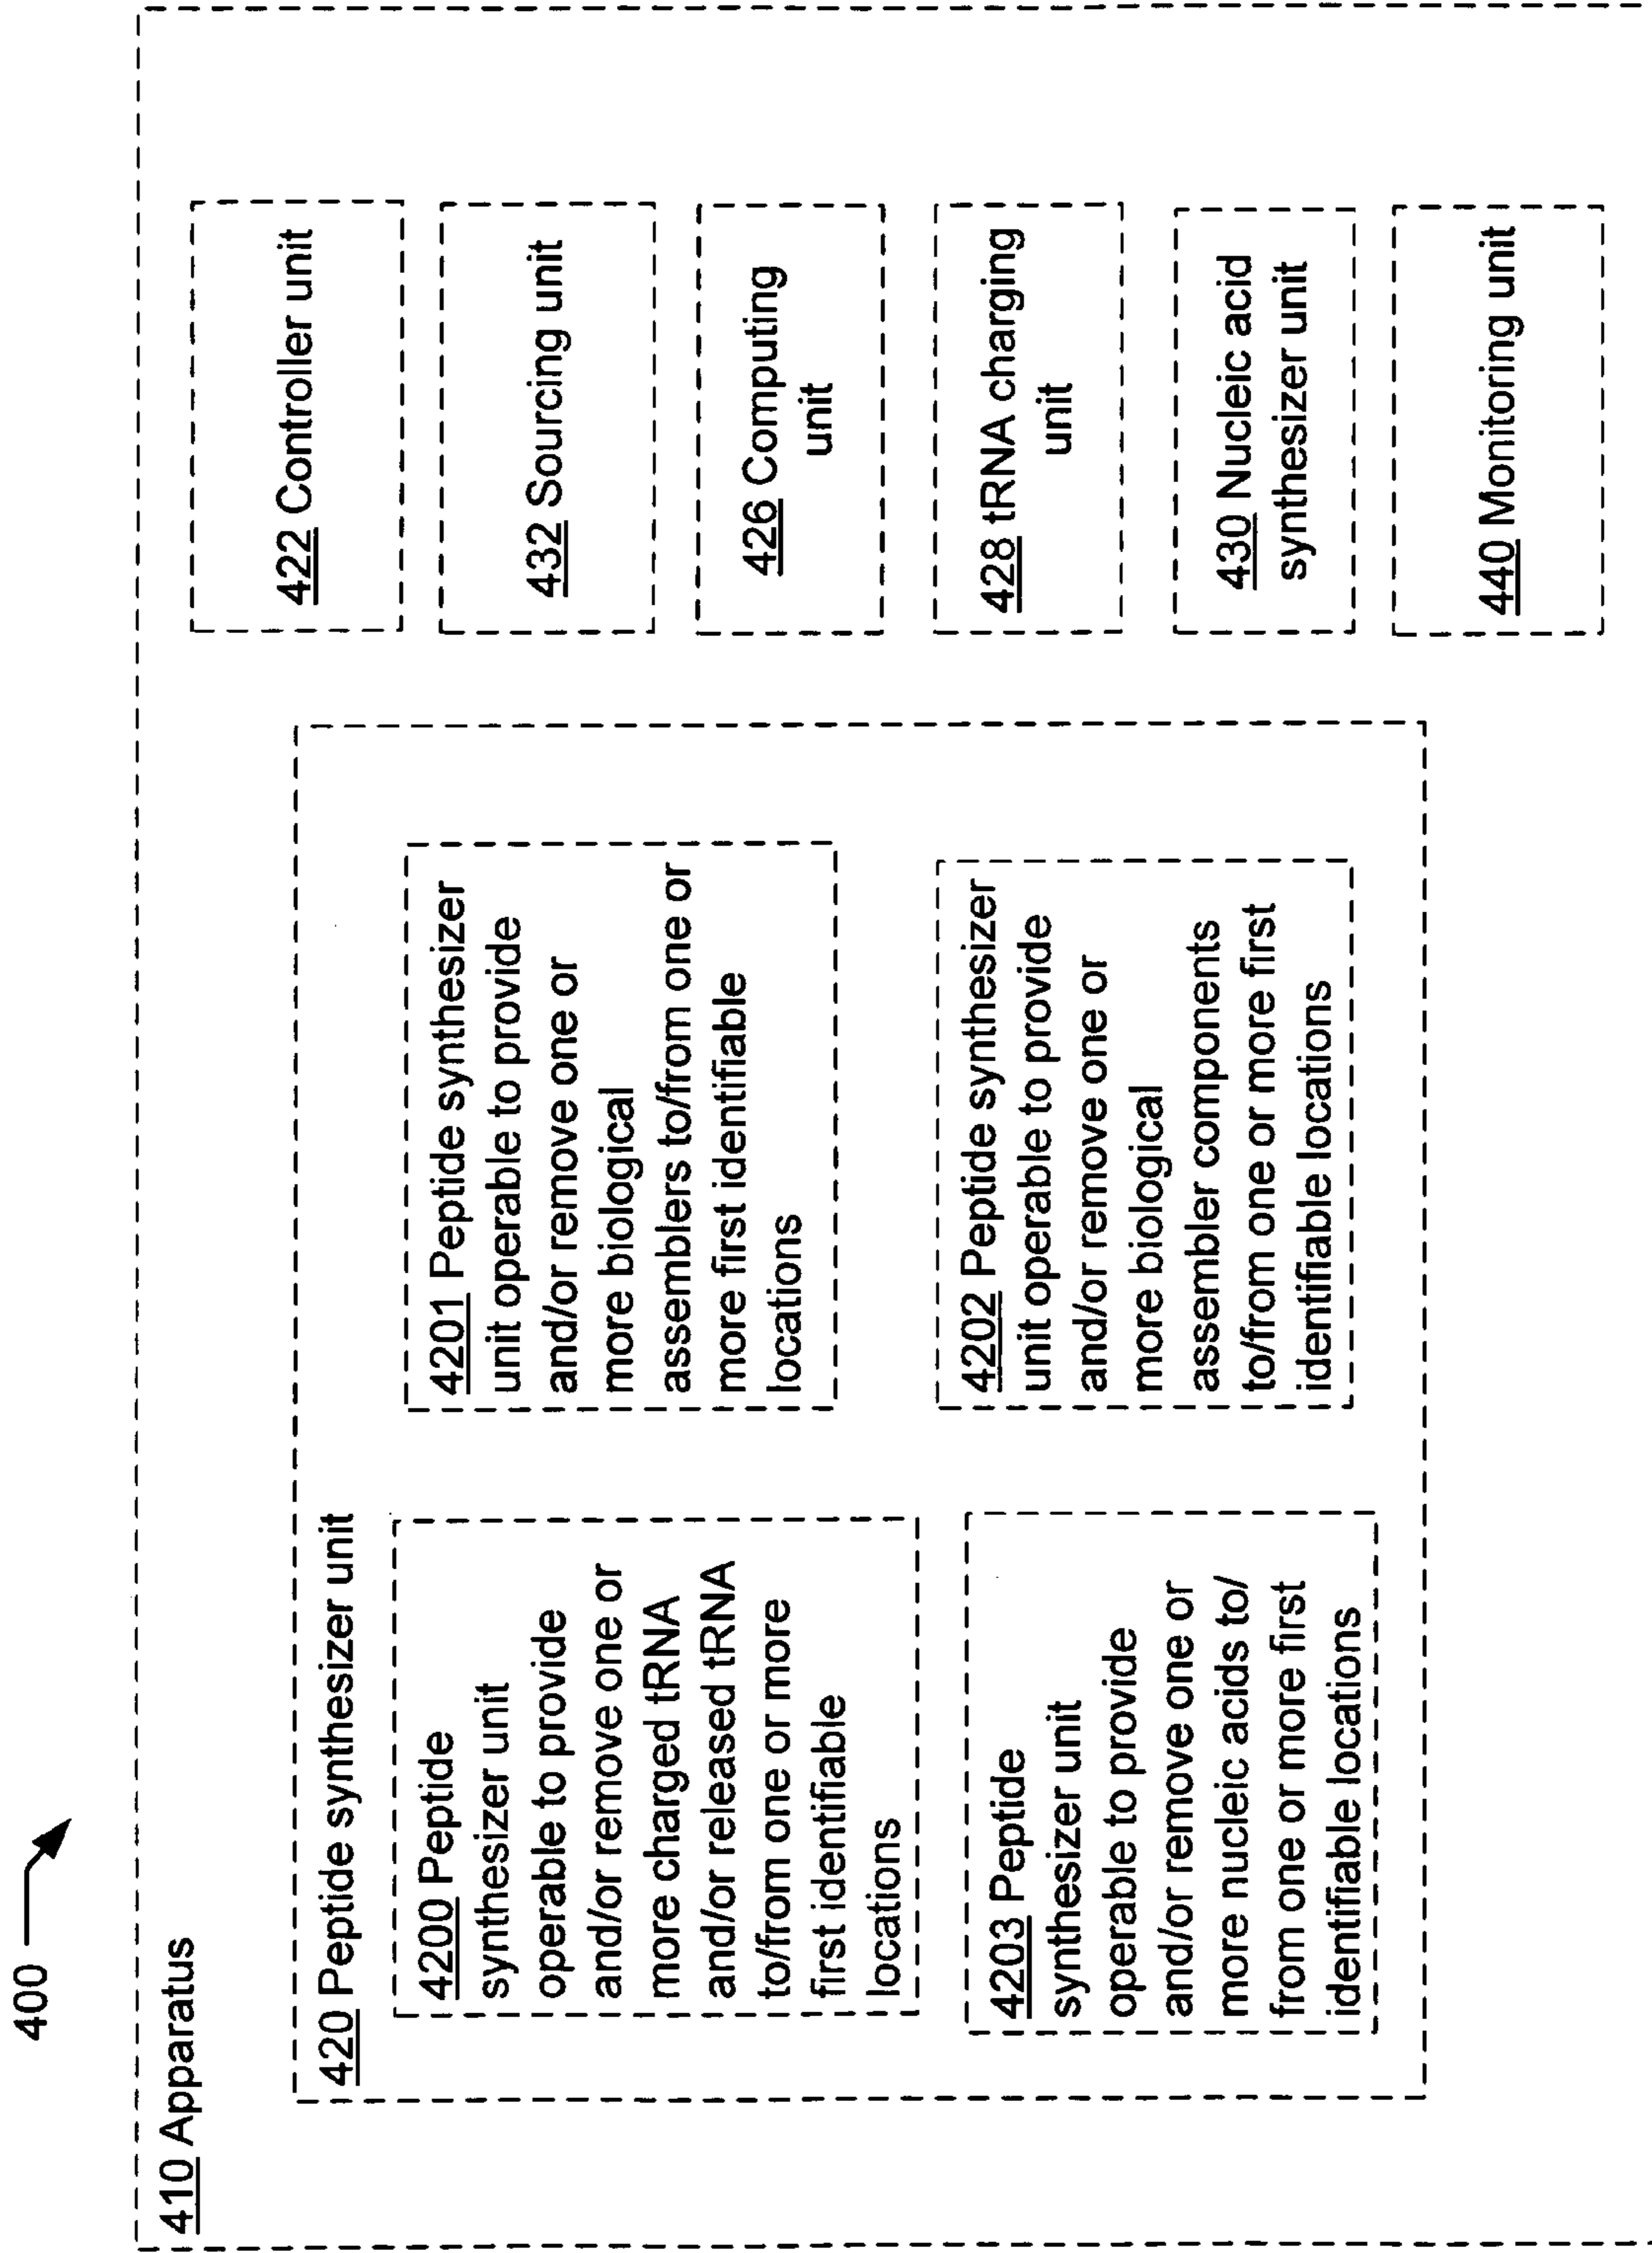 400
410 Apparatus
420 Peptide synthesizer unit
4200 Peptide
synthesizer unit
operable to provide
and/or remove one or
more charged tRNA
and/or released tRNA
to/from one or more
first identifiable
locations
4201 Peptide synthesizer
unit operable to provide
and/or remove one or
more biological
assemblers to/from one or
more first identifiable
locations
4203 Peptide
synthesizer unit
operable to provide
and/or remove one or
more nucleic acids to/
from one or more first
identifiable locations
4202 Peptide synthesizer
unit operable to provide
and/or remove one or
more biological
assembler components
to/from one or more first
identifiable locations
422 Controller unit
432 Sourcing unit
426 Computing
unit
428 tRNA charging
unit
430 Nucleic acid
synthesizer unit
440 Monitoring unit